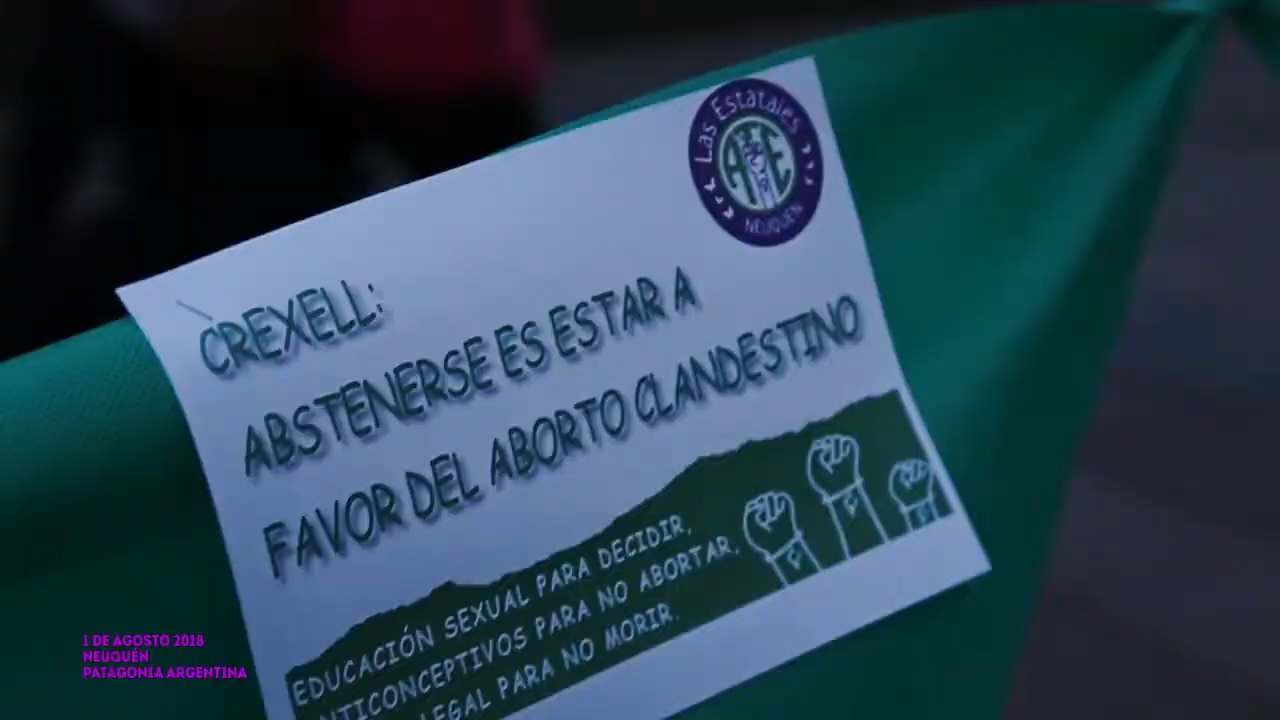 Las Estatales
ATE
NEUQUEN
CREXELL:
ABSTENERSE ES ESTAR A
FAVOR DEL ABORTO CLANDESTINO
EDUCACIÓN SEXUAL PARA DECIDIR,
ANTICONCEPTIVOS PARA NO ABORTAR,
LEGAL PARA NO MORIR.
1 DE AGOSTO 2018
NEUQUÉN
PATAGONIA ARGENTINA